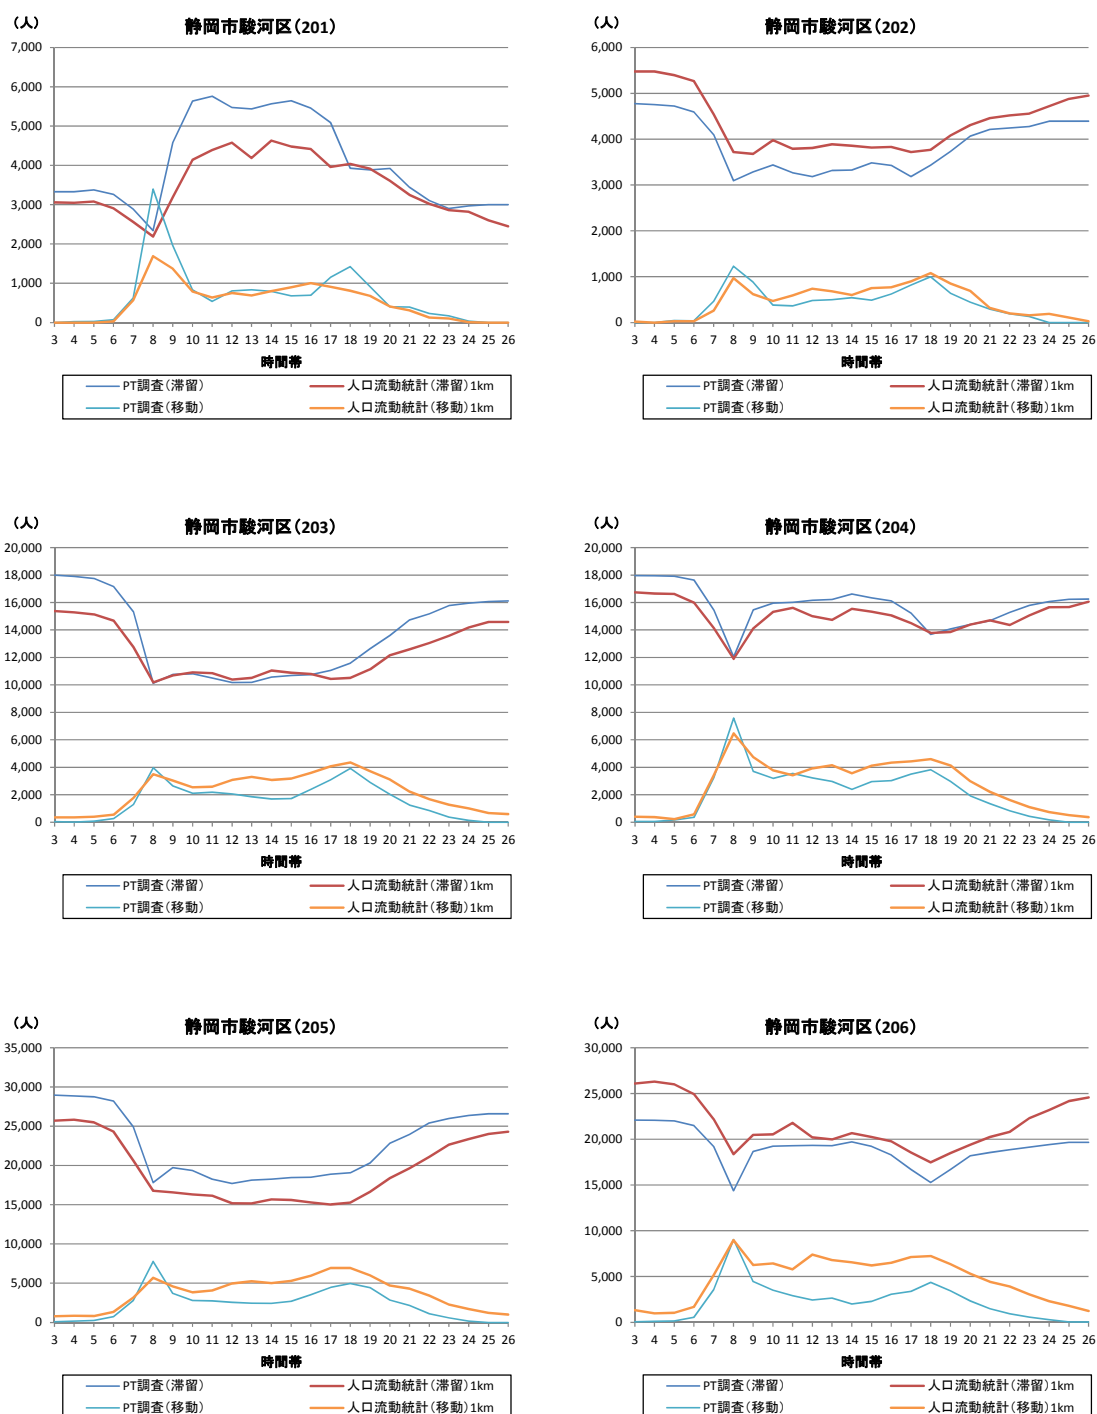 (人)
静岡市駿河区(201)
7,000
6,000
5,000
4,000
3,000
2,000
1,000
0
3 4 5 6 7 8 9 10 11 12 13 14 15 16 17 18 19 20 21 22 23 24 25 26
時間帯
PT調査(滞留) 人口流動統計(滞留)1km
PT調査(移動) 人口流動統計(移動)1km
(人)
静岡市駿河区(202)
6,000
5,000
4,000
3,000
2,000
1,000
0
3 4 5 6 7 8 9 10 11 12 13 14 15 16 17 18 19 20 21 22 23 24 25 26
時間帯
PT調査(滞留) 人口流動統計(滞留)1km
PT調査(移動) 人口流動統計(移動)1km
(人)
静岡市駿河区(203)
20,000
18,000
16,000
14,000
12,000
10,000
8,000
6,000
4,000
2,000
0
3 4 5 6 7 8 9 10 11 12 13 14 15 16 17 18 19 20 21 22 23 24 25 26
時間帯
PT調査(滞留) 人口流動統計(滞留)1km
PT調査(移動) 人口流動統計(移動)1km
(人)
静岡市駿河区(204)
20,000
18,000
16,000
14,000
12,000
10,000
8,000
6,000
4,000
2,000
0
3 4 5 6 7 8 9 10 11 12 13 14 15 16 17 18 19 20 21 22 23 24 25 26
時間帯
PT調査(滞留) 人口流動統計(滞留)1km
PT調査(移動) 人口流動統計(移動)1km
(人)
静岡市駿河区(205)
35,000
30,000
25,000
20,000
15,000
10,000
5,000
0
3 4 5 6 7 8 9 10 11 12 13 14 15 16 17 18 19 20 21 22 23 24 25 26
時間帯
PT調査(滞留) 人口流動統計(滞留)1km
PT調査(移動) 人口流動統計(移動)1km
(人)
静岡市駿河区(206)
30,000
25,000
20,000
15,000
10,000
5,000
0
3 4 5 6 7 8 9 10 11 12 13 14 15 16 17 18 19 20 21 22 23 24 25 26
時間帯
PT調査(滞留) 人口流動統計(滞留)1km
PT調査(移動) 人口流動統計(移動)1km